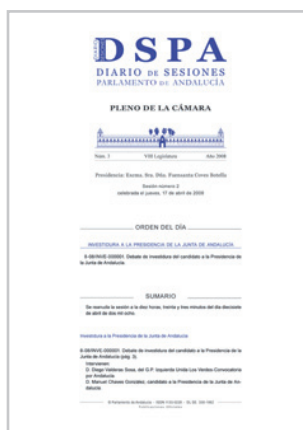 DIARIO
DSPA
DIARIO DE SESIONES
PARLAMENTO DE ANDALUCÍA
PLENO DE LA CÁMARA
Núm. 2 VIII Legislatura Año 2008
Presidencia: Excma. Sra. Dña. Fuensanta Coves Botella
Sesión número 2
celebrada el jueves, 17 de abril de 2008
ORDEN DEL DÍA
INVESTIDURA A LA PRESIDENCIA DE LA JUNTA DE ANDALUCÍA
8-08/INVE-000001. Debate de investidura del candidato a la Presidencia de
la Junta de Andalucía.
SUMARIO
Se reanuda la sesión a la diez horas, treinta y tres minutos del día diecisiete
de abril de dos mil ocho.
Investidura a la Presidencia de la Junta de Andalucía
8-08/INVE-000001. Debate de investidura del candidato a la Presidencia de
la Junta de Andalucía (pág. 3).
Intervienen:
D. Diego Valderas Sosa, del G.P. Izquierda Unida Los Verdes-Convocatoria
por Andalucía.
D. Manuel Chaves González, candidato a la Presidencia de la Junta de An-
dalucía.